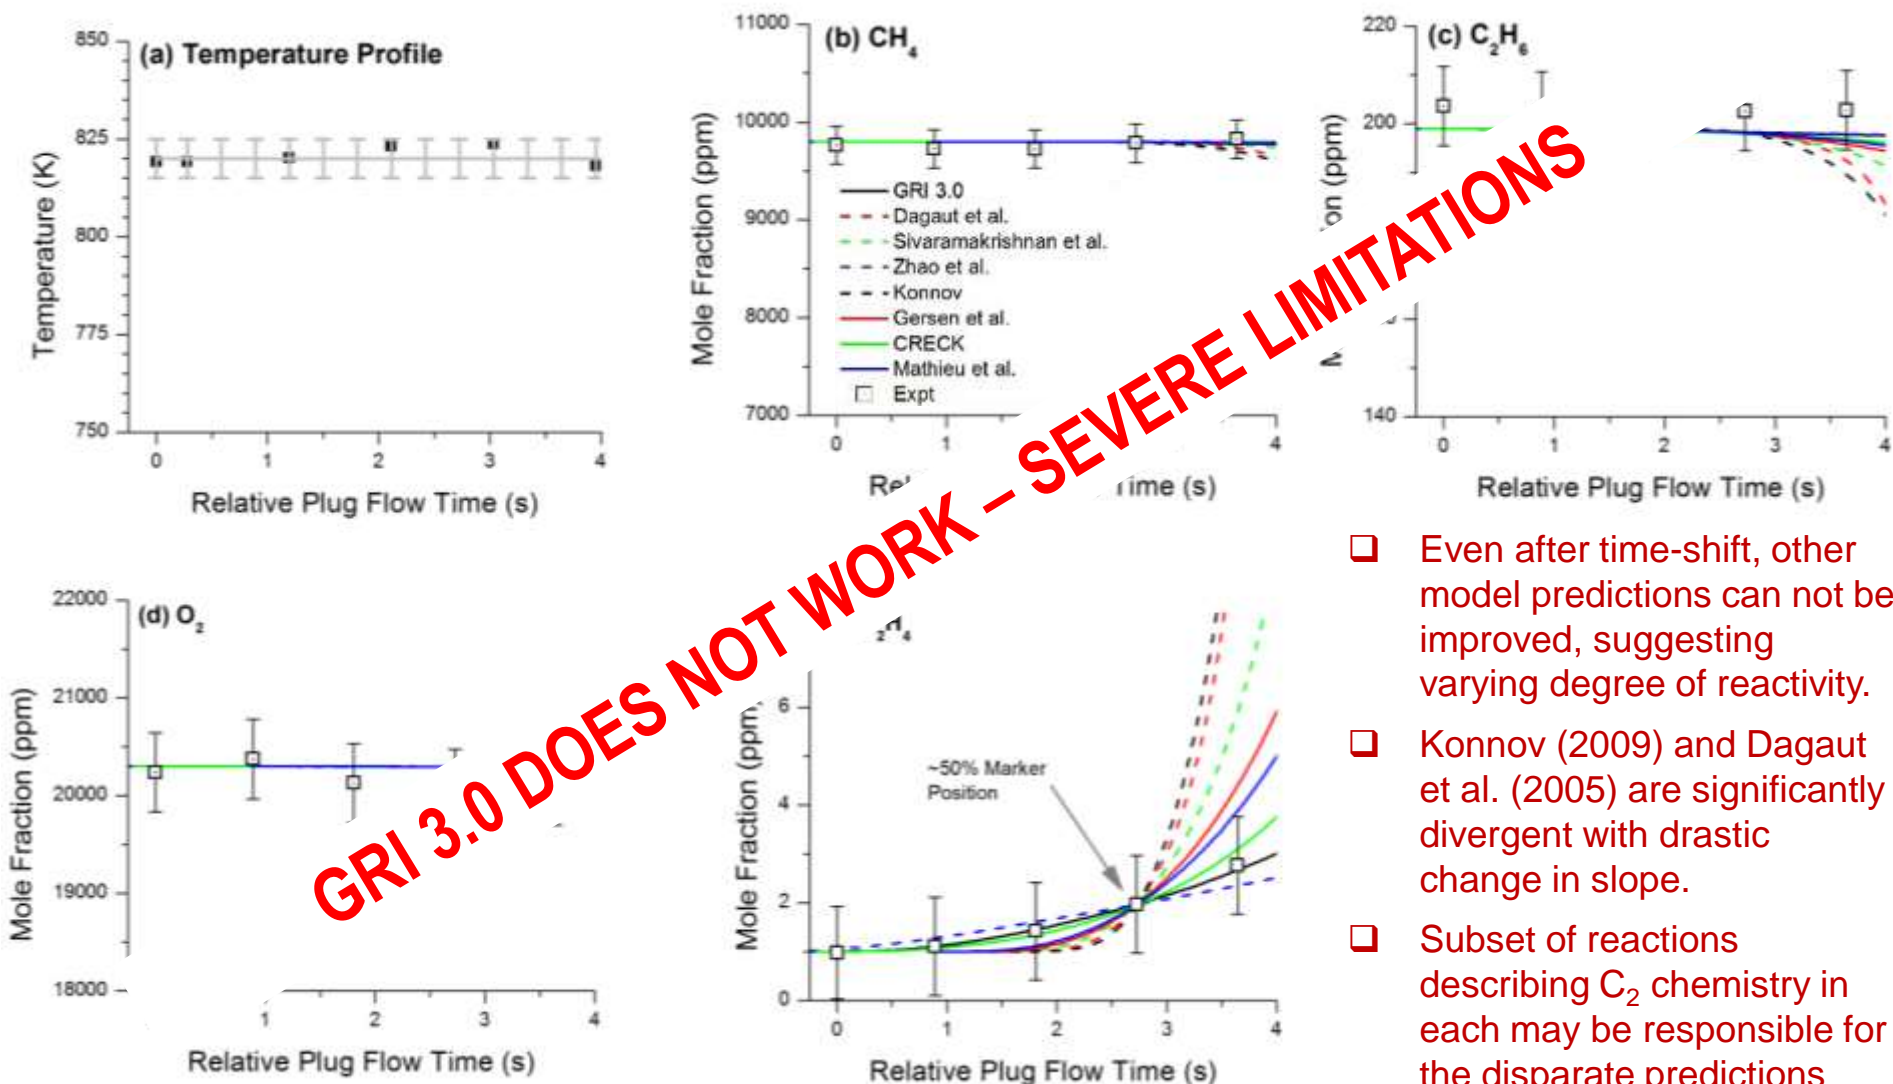 (a) Temperature Profile
850
825
800
775
750
Temperature (K)
0 1 2 3 4
Relative Plug Flow Time (s)
(b) CH4
11000
10000
9000
8000
7000
Mole Fraction (ppm)
GRI 3.0
Dagaut et al.
Sivaramakrishnan et al.
Zhao et al.
Konnov
Gersen et al.
CRECK
Mathieu et al.
Expt
0 1 4
Time (s)
(c) C2H6
220
200
140
(ppm)
0 1 2 3 4
Relative Plug Flow Time (s)
GRI 3.0 DOES NOT WORK – SEVERE LIMITATIONS
(d) O2
22000
21000
20000
19000
18000
Mole Fraction (ppm)
1 2 3 4
Relative Plug Flow Time (s)
2H4
6
4
2
0
Mole Fraction (ppm)
~50% Marker
Position
0 1 2 3 4
Relative Plug Flow Time (s)
❑ Even after time-shift, other
model predictions can not be
improved, suggesting
varying degree of reactivity.
❑ Konnov (2009) and Dagaut
et al. (2005) are significantly
divergent with drastic
change in slope.
❑ Subset of reactions
describing C2 chemistry in
each may be responsible for
the disparate predictions